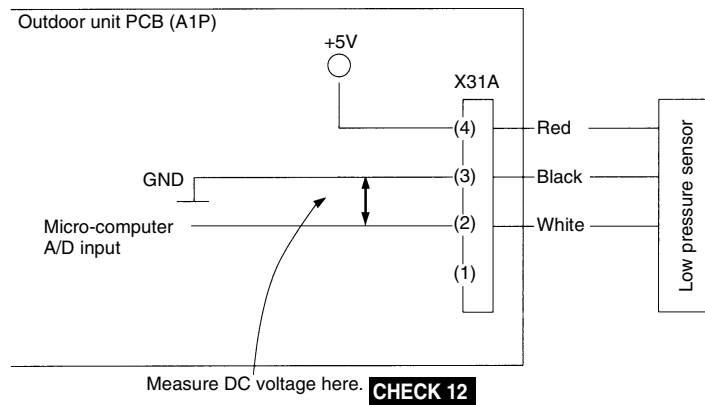 Outdoor unit PCB (A1P)
+5V
X31A
(4)
Red
GND
(3)
Black
Micro-computer
A/D input
(2)
White
(1)
Low pressure sensor
Measure DC voltage here. CHECK 12